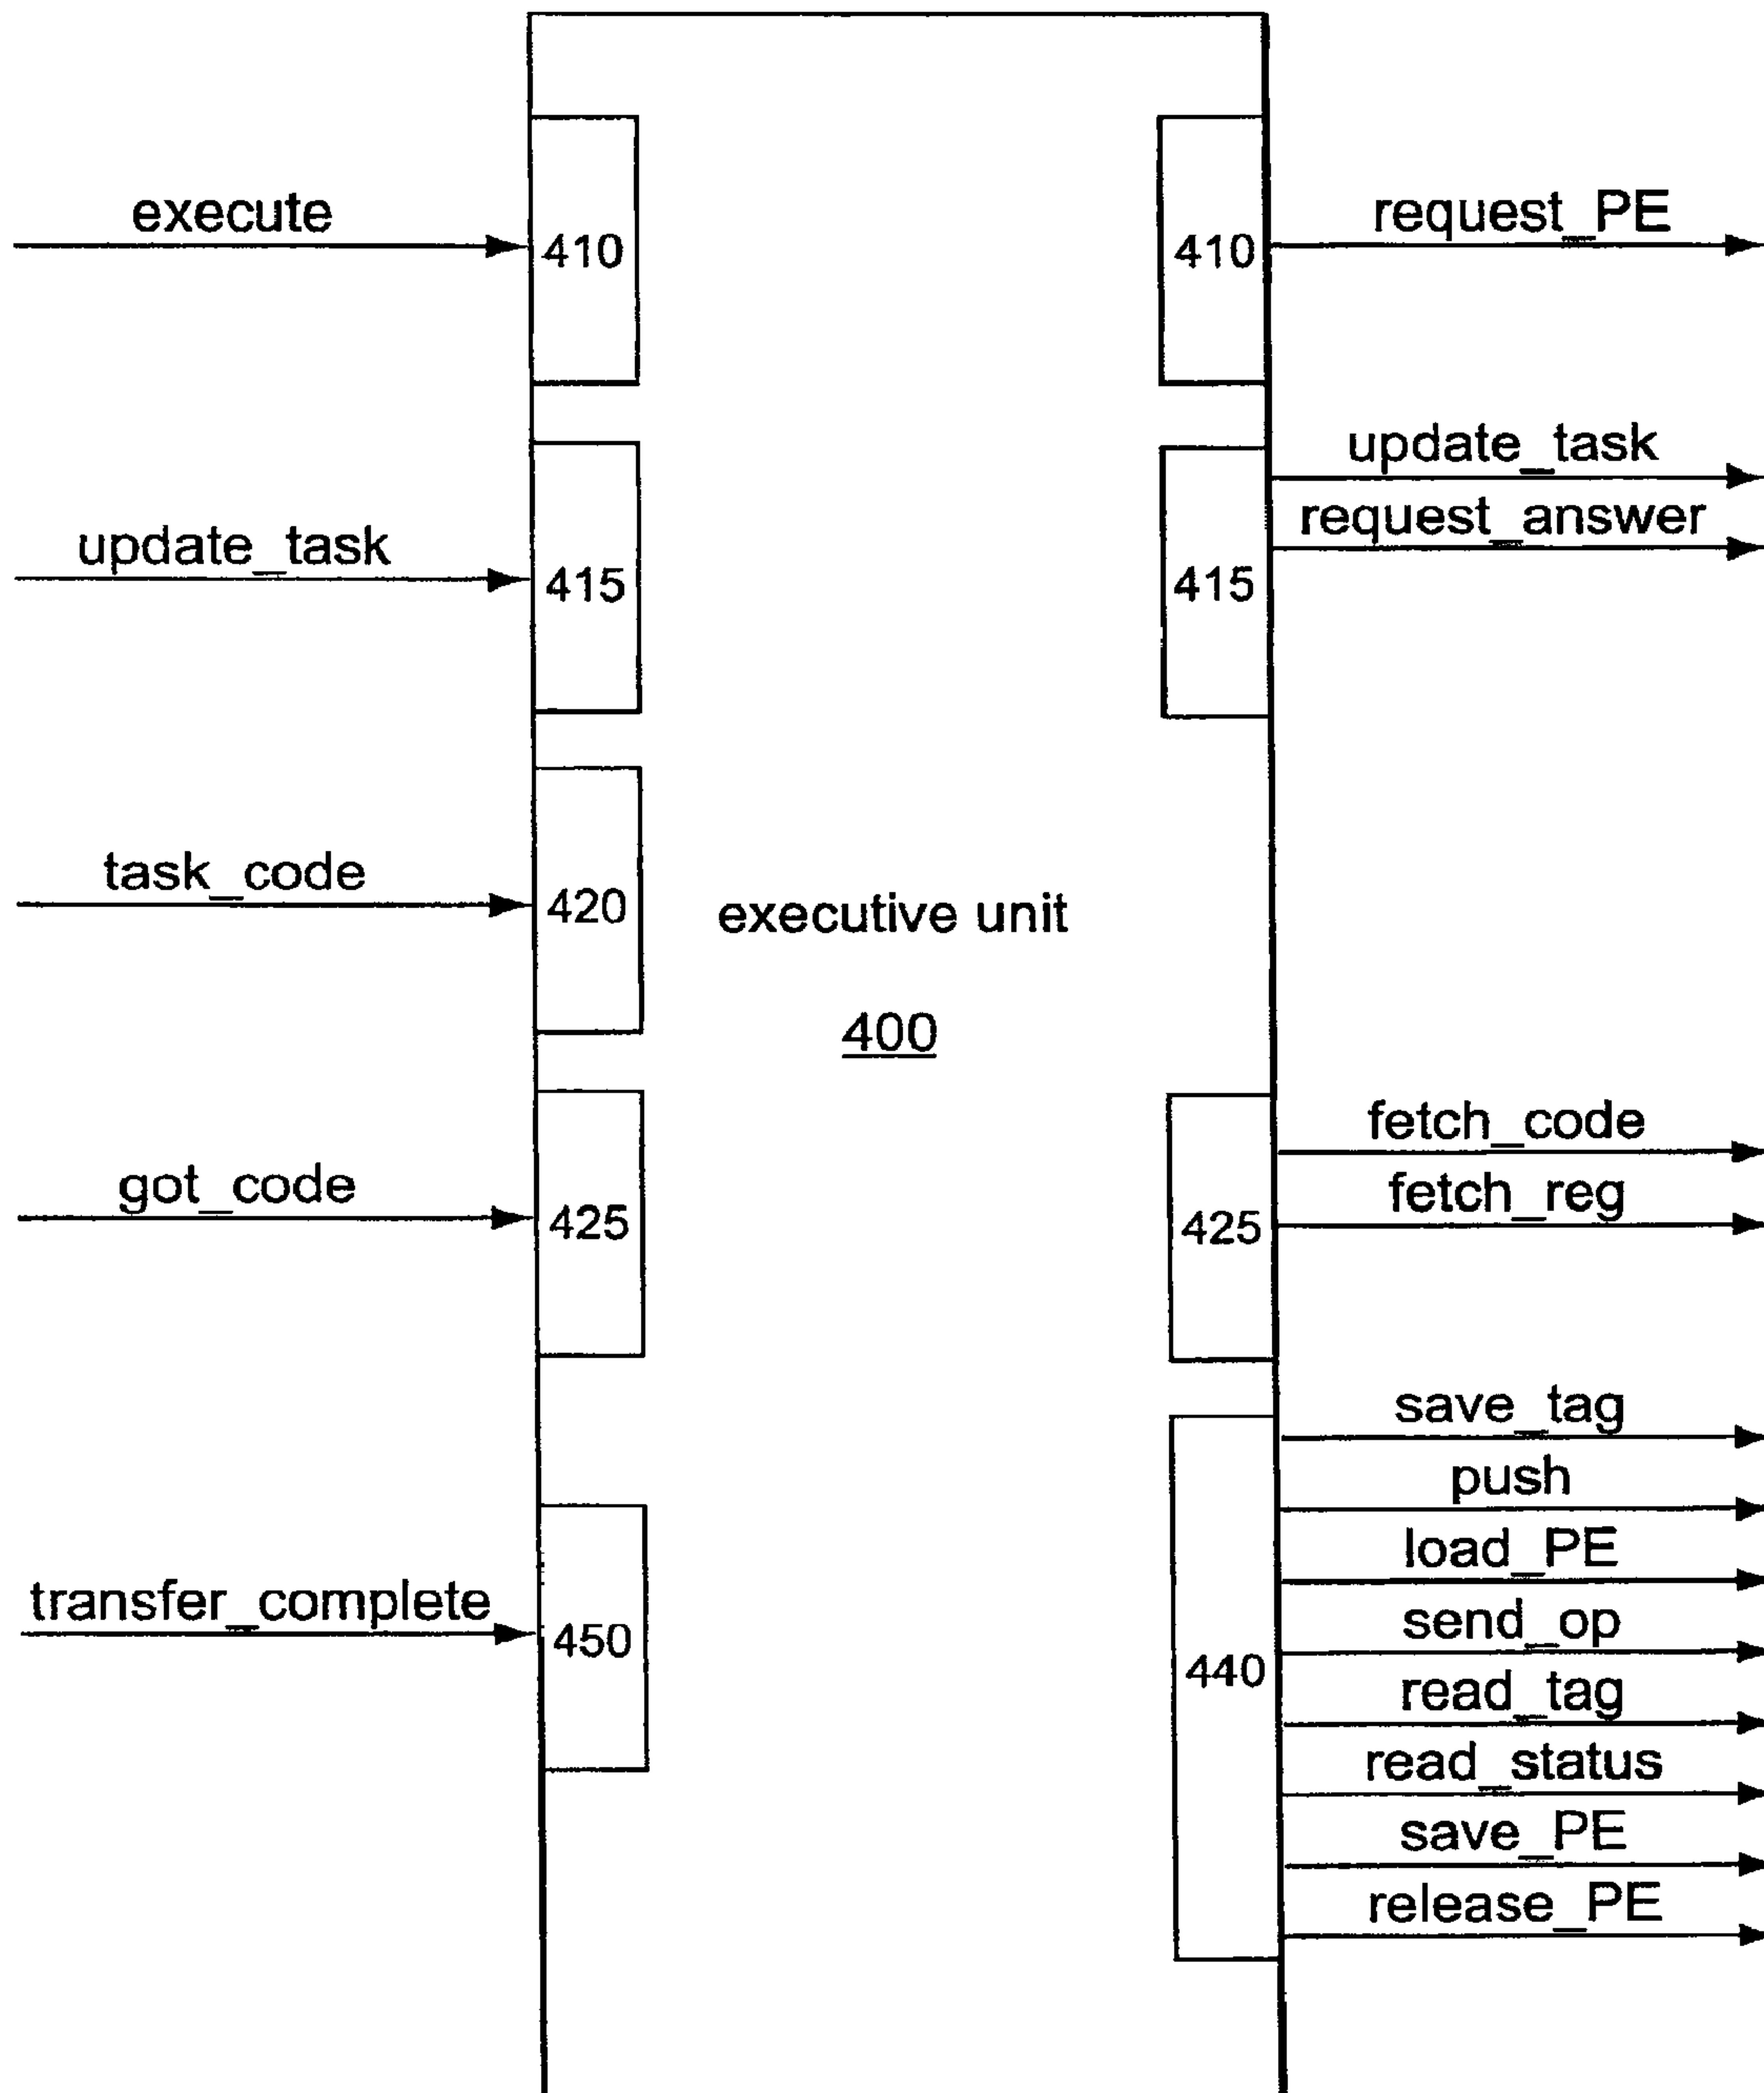 execute
410
410
request_PE
update_task
request_answer
update_task
415
415
task_code
420
executive unit
400
got_code
425
425
fetch_code
fetch_reg
transfer_complete
450
440
save_tag
push
load_PE
send_op
read_tag
read_status
save_PE
release_PE